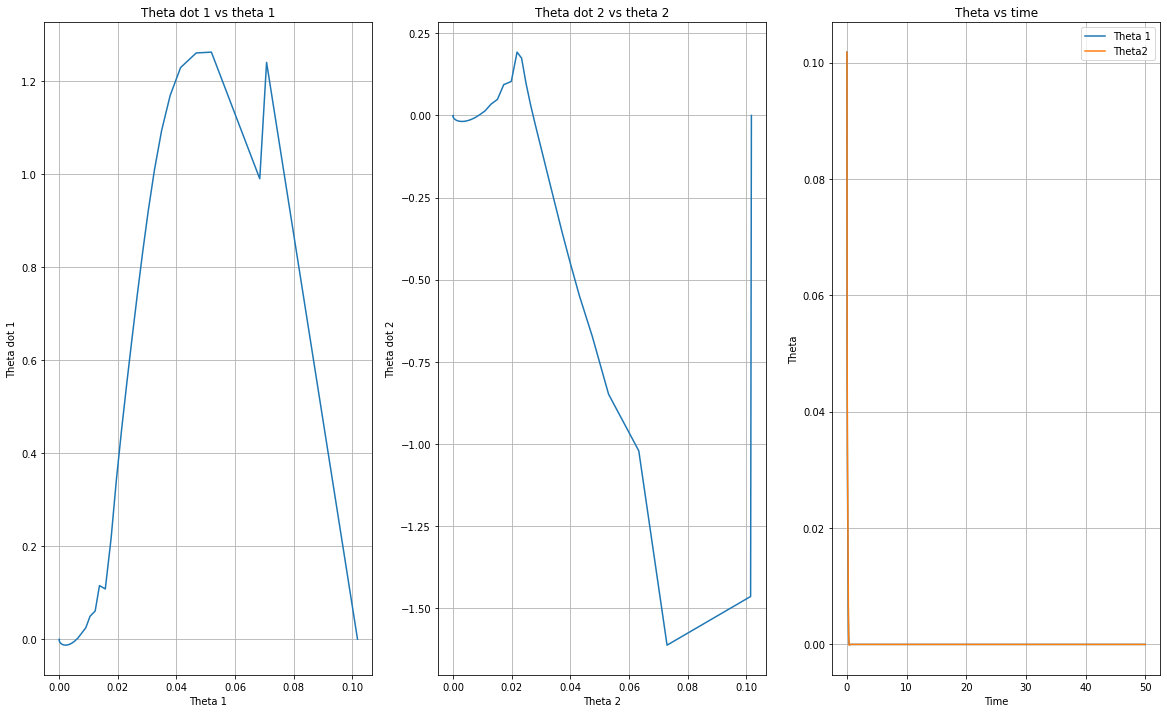 Theta dot 1 vs theta 1
Theta dot 1
1.2
1.0
0.8
0.6
0.4
0.2
0.0
0.00 0.02 0.04 0.06 0.08 0.10
Theta 1
Theta dot 2 vs theta 2
Theta dot 2
0.25
0.00
−0.25
−0.50
−0.75
−1.00
−1.25
−1.50
0.00 0.02 0.04 0.06 0.08 0.10
Theta 2
Theta vs time
Theta 1
Theta2
Theta
0.10
0.08
0.06
0.04
0.02
0.00
0 10 20 30 40 50
Time